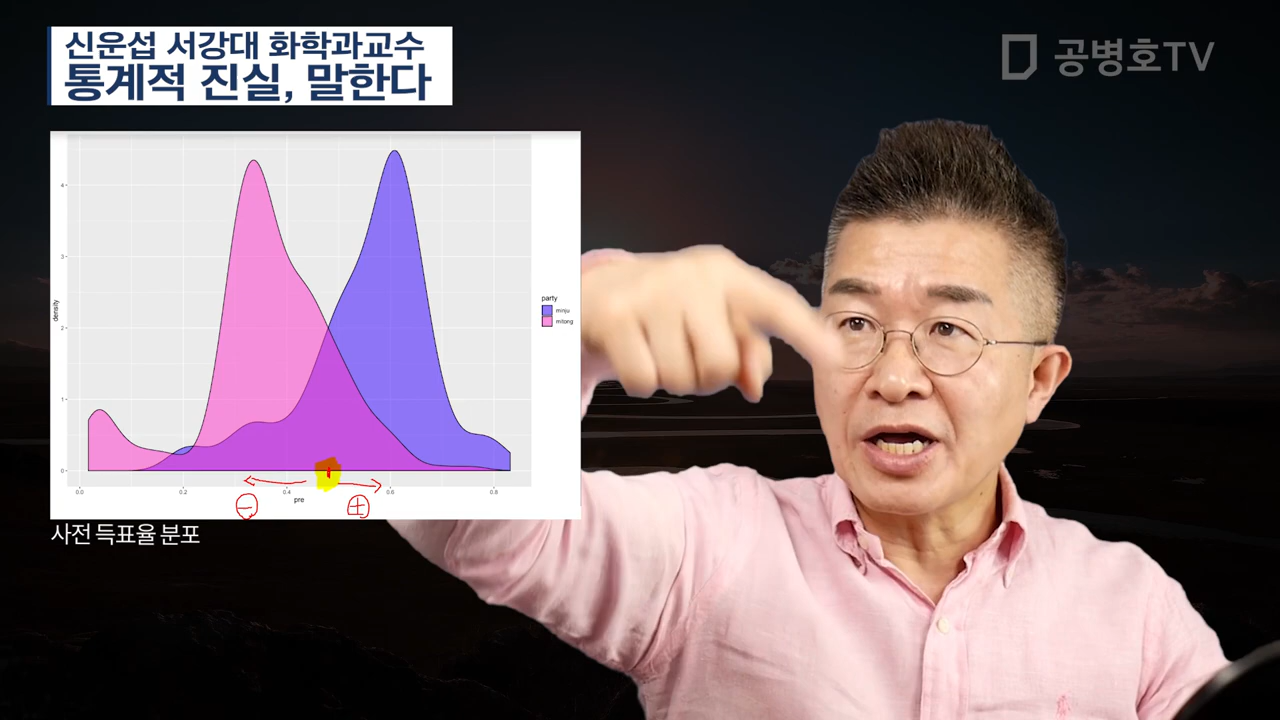 신운섭 서강대 화학과교수
통계적 진실, 말한다
공병호TV
4
3
2
1
0
density
0.0 0.2 0.4 0.6 0.8
pre
party
minju
mitong
− +
사전 득표율 분포